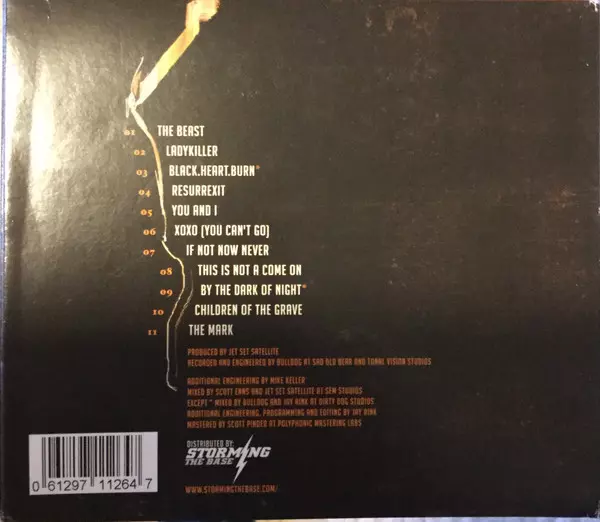 01 THE BEAST
02 LADYKILLER
03 BLACK.HEART.BURN*
04 RESURREXIT
05 YOU AND I
06 XOXO (YOU CAN'T GO)
07 IF NOT NOW NEVER
08 THIS IS NOT A COME ON
09 BY THE DARK OF NIGHT*
10 CHILDREN OF THE GRAVE
11 THE MARK
PRODUCED BY JET SET SATELLITE
RECORDED AND ENGINEERED BY BULLDOG AT SAD OLD BEAR AND TONAL VISION STUDIOS
ADDITIONAL ENGINEERING BY MIKE KELLER
MIXED BY SCOTT ENNS AND JET SET SATELLITE AT SEM STUDIOS
EXCEPT * MIXED BY BULLDOG AND JAY RINK AT DIRTY DOG STUDIOS
ADDITIONAL ENGINEERING, PROGRAMMING AND EDITING BY JAY RINK
MASTERED BY SCOTT PINDER AT POLYPHONIC MASTERING LABS
DISTRIBUTED BY:
STORMING
THE BASE
WWW.STORMINGTHEBASE.COM/
0 61297 11264 7